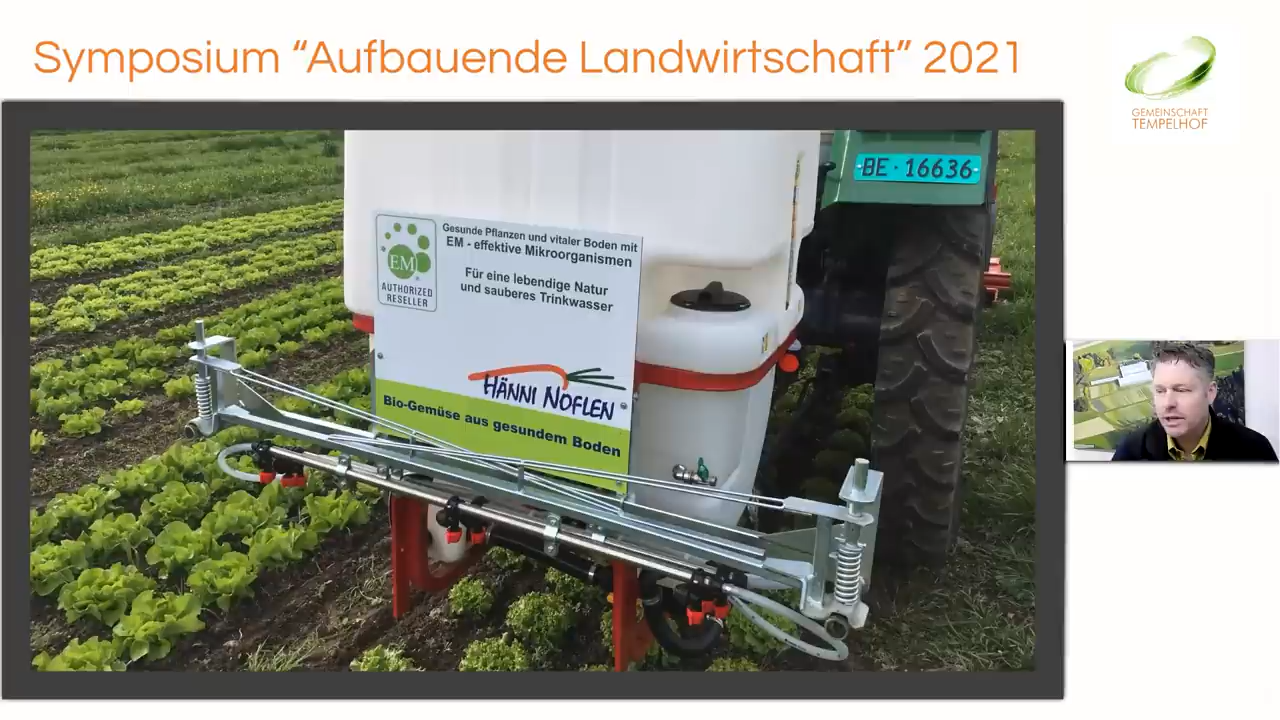 Symposium “Aufbauende Landwirtschaft” 2021
GEMEINSCHAFT
TEMPELHOF
BE · 16636
Gesunde Pflanzen und vitaler Boden mit
EM - effektive Mikroorganismen
Für eine lebendige Natur
und sauberes Trinkwasser
EM
AUTHORIZED
RESELLER
HÄNNI NOFLEN
Bio-Gemüse aus gesundem Boden